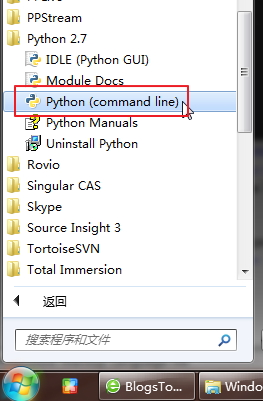 PPStream
Python 2.7
IDLE (Python GUI)
Module Docs
Python (command line)
Python Manuals
Uninstall Python
Rovio
Singular CAS
Skype
Source Insight 3
TortoiseSVN
Total Immersion
返回
搜索程序和文件
BlogsTo...
Windo